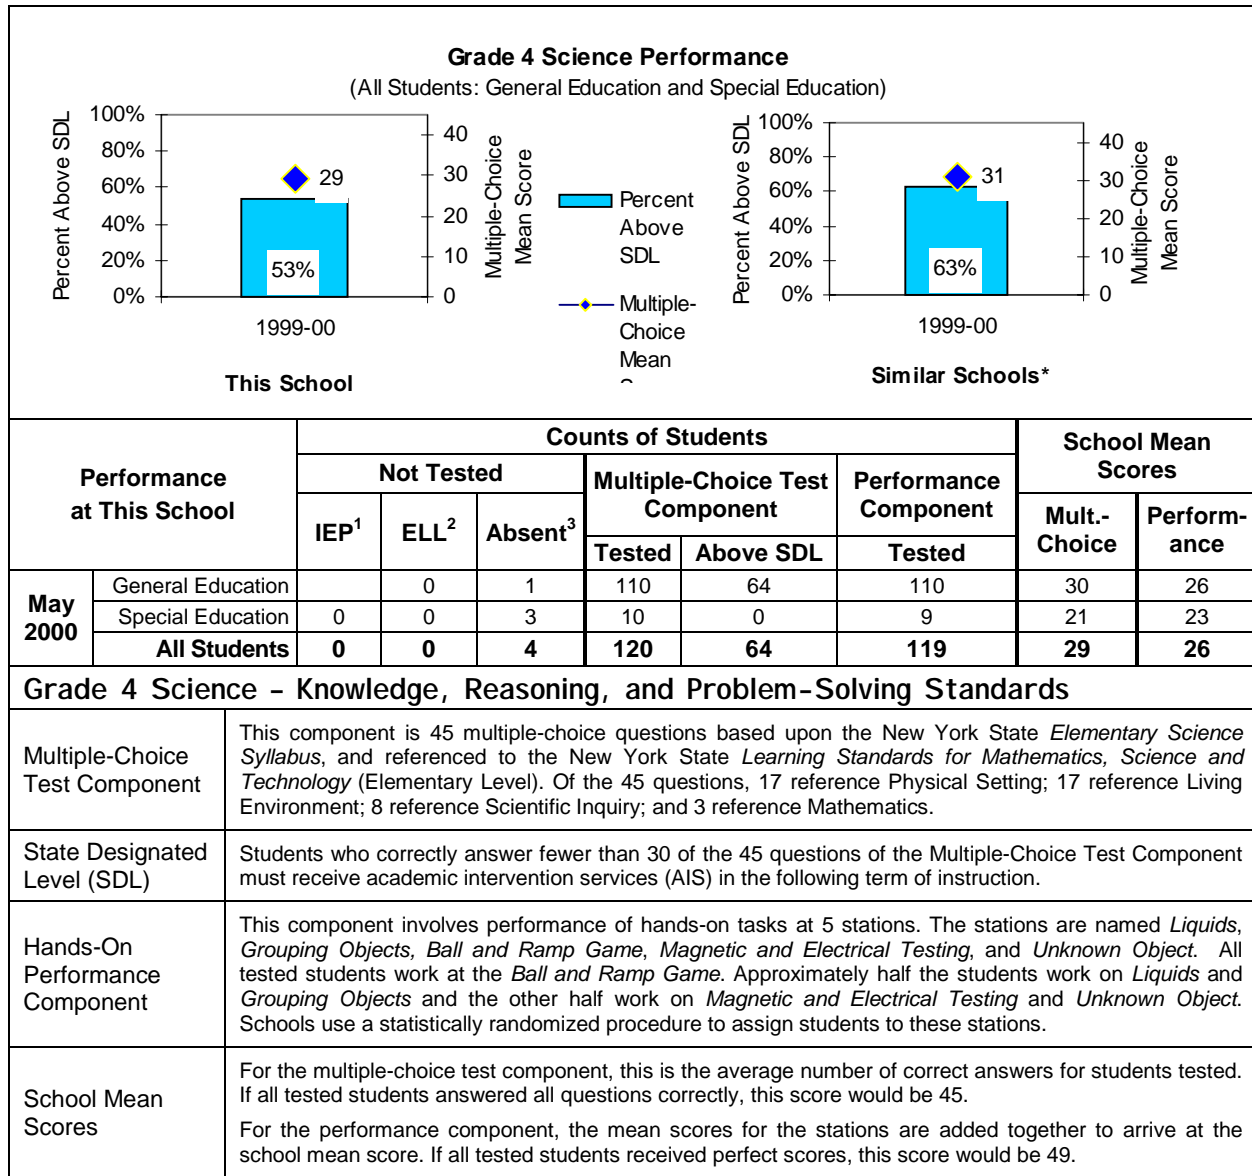 Grade 4 Science Performance
(All Students: General Education and Special Education)
Percent Above SDL
100%
80%
60%
40%
20%
0%
29
53%
40
30
20
10
0
Multiple-Choice
Mean Score
1999-00
This School
Percent
Above
SDL
Multiple-
Choice
Mean
Percent Above SDL
100%
80%
60%
40%
20%
0%
31
63%
40
30
20
10
0
Multiple-Choice
Mean Score
1999-00
Similar Schools*
Performance
at This School
Counts of Students
School Mean
Scores
Not Tested
Multiple-Choice Test
Component
Performance
Component
IEP1
ELL2
Absent3
Tested
Above SDL
Tested
Mult.-
Choice
Perform-
ance
May
2000
General Education 0 1 110 64 110 30 26
Special Education 0 0 3 10 0 9 21 23
All Students 0 0 4 120 64 119 29 26
Grade 4 Science – Knowledge, Reasoning, and Problem-Solving Standards
Multiple-Choice
Test Component
This component is 45 multiple-choice questions based upon the New York State Elementary Science
Syllabus, and referenced to the New York State Learning Standards for Mathematics, Science and
Technology (Elementary Level). Of the 45 questions, 17 reference Physical Setting; 17 reference Living
Environment; 8 reference Scientific Inquiry; and 3 reference Mathematics.
State Designated
Level (SDL)
Students who correctly answer fewer than 30 of the 45 questions of the Multiple-Choice Test Component
must receive academic intervention services (AIS) in the following term of instruction.
Hands-On
Performance
Component
This component involves performance of hands-on tasks at 5 stations. The stations are named Liquids,
Grouping Objects, Ball and Ramp Game, Magnetic and Electrical Testing, and Unknown Object. All
tested students work at the Ball and Ramp Game. Approximately half the students work on Liquids and
Grouping Objects and the other half work on Magnetic and Electrical Testing and Unknown Object.
Schools use a statistically randomized procedure to assign students to these stations.
School Mean
Scores
For the multiple-choice test component, this is the average number of correct answers for students tested.
If all tested students answered all questions correctly, this score would be 45.
For the performance component, the mean scores for the stations are added together to arrive at the
school mean score. If all tested students received perfect scores, this score would be 49.